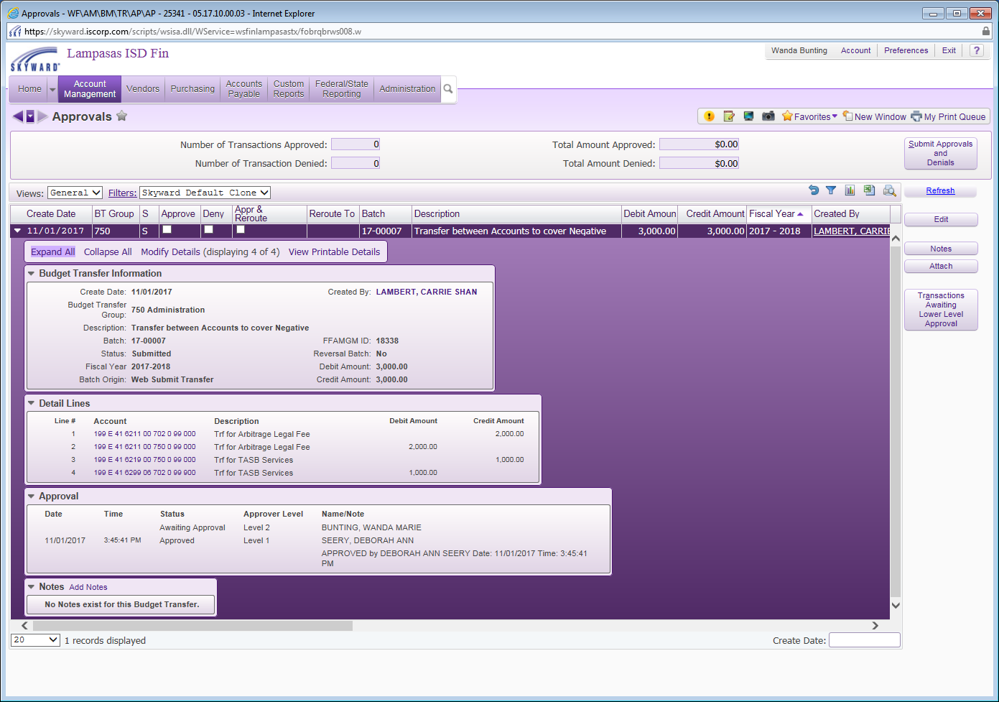 Approvals - WF\AM\BM\TR\AP\AP - 25341 - 05.17.10.00.03 - Internet Explorer
SKY https://skyward.iscorp.com/scripts/wsisa.dll/WService=wsfinlampasastx/fobrqbrws008.w
SKYWARD Lampasas ISD Fin
Wanda Bunting Account Preferences Exit ?
Home Account Management Vendors Purchasing Accounts Payable Custom Reports Federal/State Reporting Administration
Approvals
Favorites New Window My Print Queue
Number of Transactions Approved: 0 Total Amount Approved: $0.00
Number of Transaction Denied: 0 Total Amount Denied: $0.00
Submit Approvals and Denials
Views: General Filters: Skyward Default Clone
Refresh
Create Date BT Group S Approve Deny Appr & Reroute Reroute To Batch Description Debit Amoun Credit Amount Fiscal Year Created By
11/01/2017 750 S 17-00007 Transfer between Accounts to cover Negative 3,000.00 3,000.00 2017 - 2018 LAMBERT, CARRIE
Edit
Notes
Attach
Transactions Awaiting Lower Level Approval
Expand All Collapse All Modify Details (displaying 4 of 4) View Printable Details
Budget Transfer Information
Create Date: 11/01/2017 Created By: LAMBERT, CARRIE SHAN
Budget Transfer Group: 750 Administration
Description: Transfer between Accounts to cover Negative
Batch: 17-00007 FFAMGM ID: 18338
Status: Submitted Reversal Batch: No
Fiscal Year 2017-2018 Debit Amount: 3,000.00
Batch Origin: Web Submit Transfer Credit Amount: 3,000.00
Detail Lines
Line # Account Description Debit Amount Credit Amount
1 199 E 41 6211 00 702 0 99 000 Trf for Arbitrage Legal Fee 2,000.00
2 199 E 41 6211 00 750 0 99 000 Trf for Arbitrage Legal Fee 2,000.00
3 199 E 41 6219 00 750 0 99 000 Trf for TASB Services 1,000.00
4 199 E 41 6299 06 702 0 99 900 Trf for TASB Services 1,000.00
Approval
Date Time Status Approver Level Name/Note
Awaiting Approval Level 2 BUNTING, WANDA MARIE
11/01/2017 3:45:41 PM Approved Level 1 SEERY, DEBORAH ANN
APPROVED by DEBORAH ANN SEERY Date: 11/01/2017 Time: 3:45:41
PM
Notes Add Notes
No Notes exist for this Budget Transfer.
20 1 records displayed Create Date: